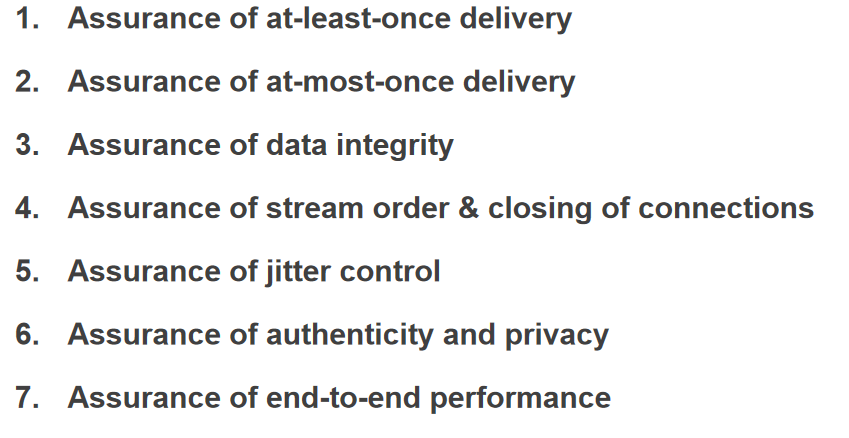 1. Assurance of at-least-once delivery
2. Assurance of at-most-once delivery
3. Assurance of data integrity
4. Assurance of stream order & closing of connections
5. Assurance of jitter control
6. Assurance of authenticity and privacy
7. Assurance of end-to-end performance